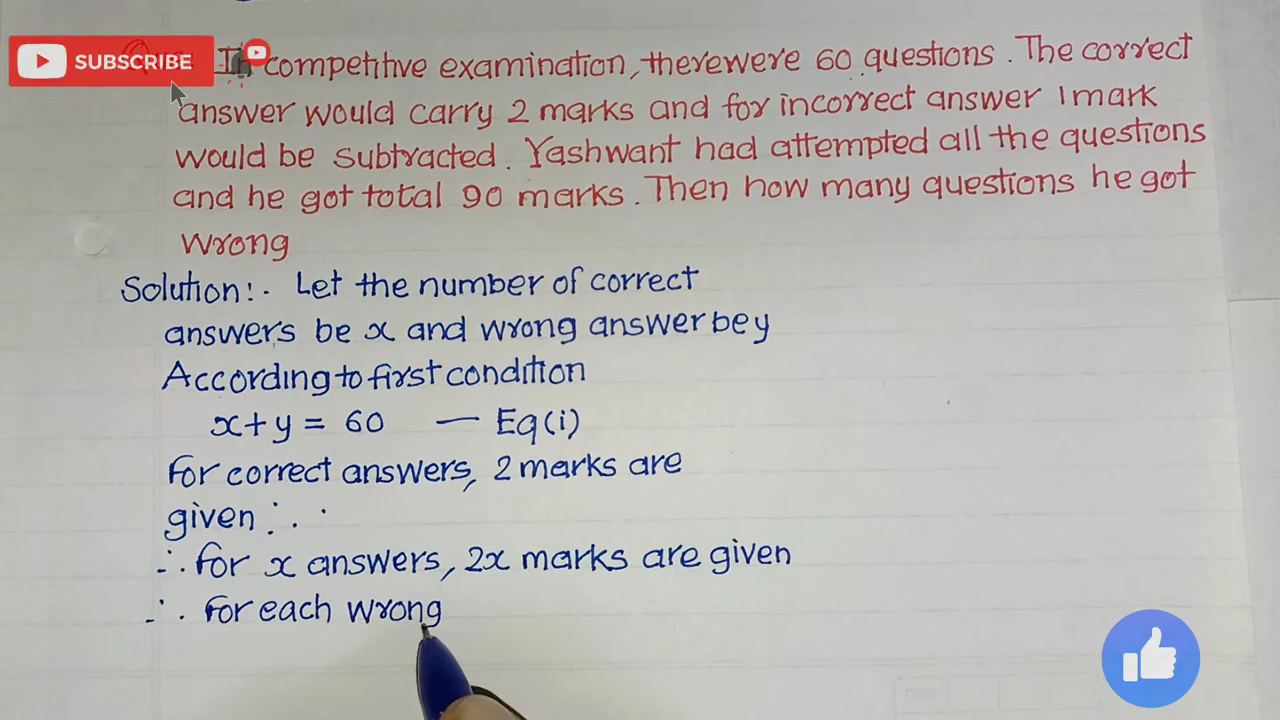 SUBSCRIBE
In competitive examination, there were 60 questions. The correct
answer would carry 2 marks and for incorrect answer 1 mark
would be subtracted. Yashwant had attempted all the questions
and he got total 90 marks. Then how many questions he got
wrong
Solution:. Let the number of correct
answers be x and wrong answer be y
According to first condition
x+y = 60 — Eq(i)
For correct answers, 2 marks are
given ∴ .
∴ for x answers, 2x marks are given
∴ For each wrong